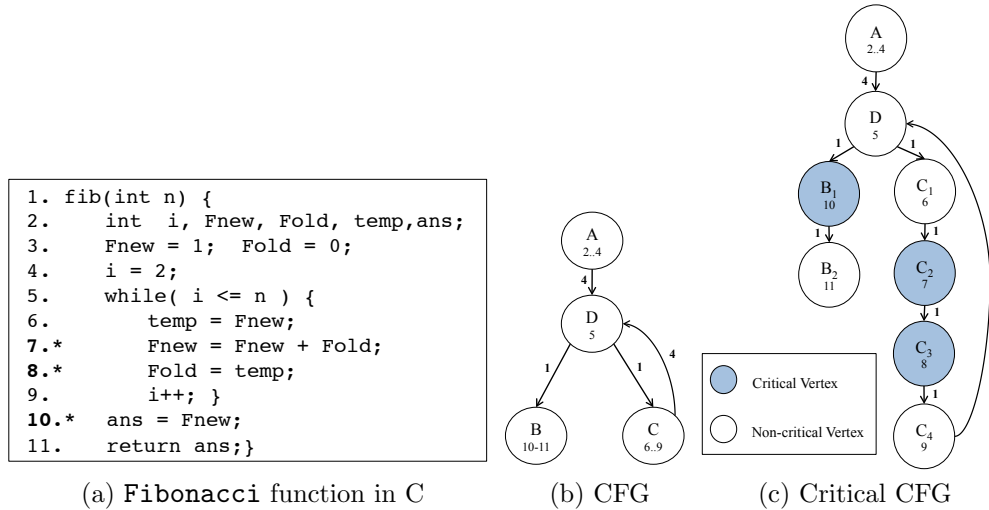 1. fib(int n) {
2. int i, Fnew, Fold, temp,ans;
3. Fnew = 1; Fold = 0;
4. i = 2;
5. while( i <= n ) {
6. temp = Fnew;
7.* Fnew = Fnew + Fold;
8.* Fold = temp;
9. i++; }
10.* ans = Fnew;
11. return ans;}
(a) Fibonacci function in C
A
2..4
4
D
5
1
1
4
B
10-11
C
6..9
(b) CFG
A
2..4
4
D
5
1
1
B1
10
C1
6
1
1
B2
11
C2
7
1
C3
8
1
C4
9
Critical Vertex
Non-critical Vertex
(c) Critical CFG